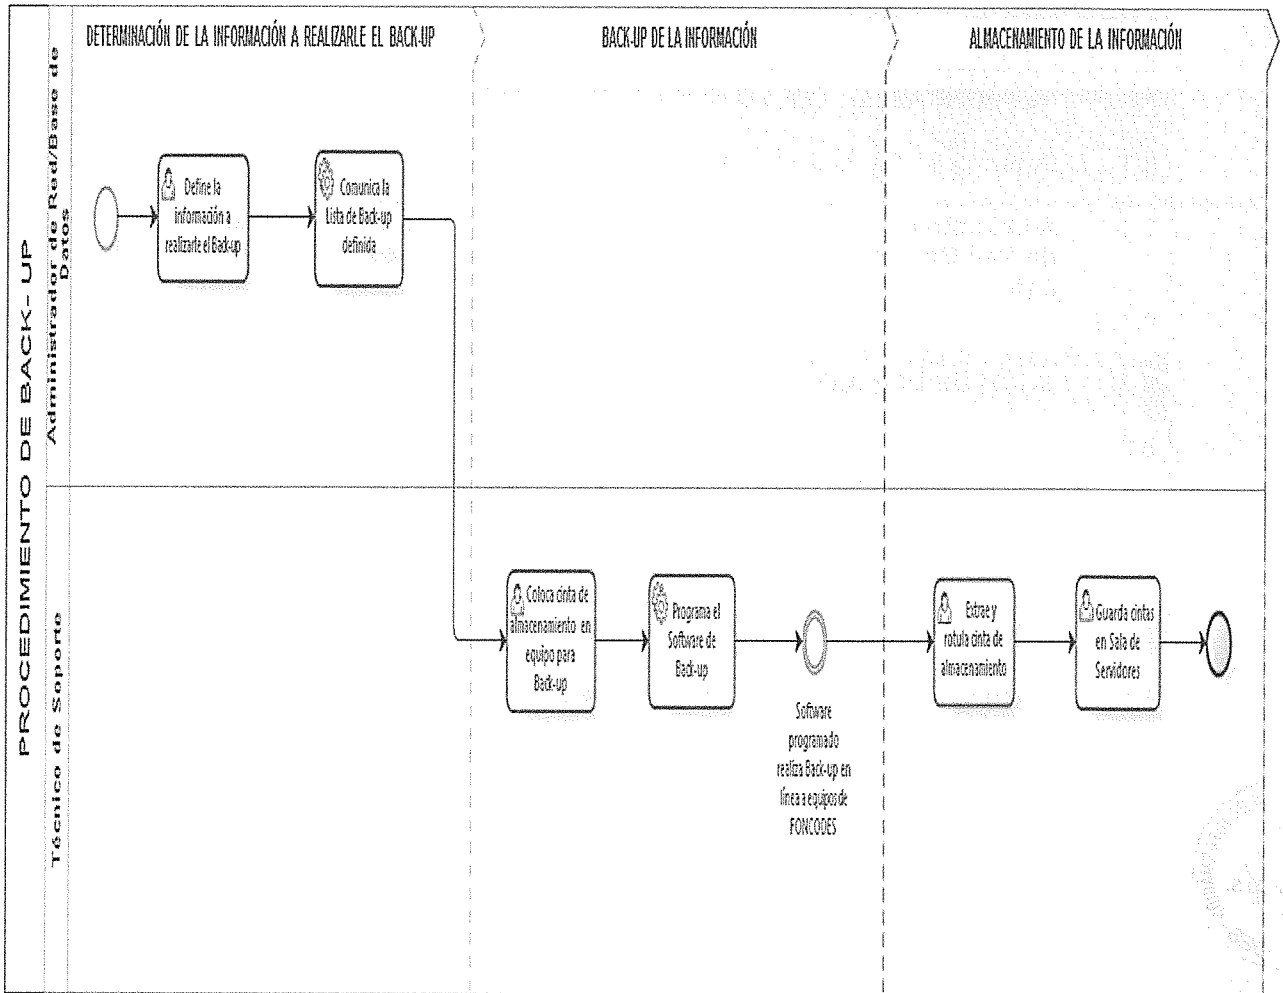 PROCEDIMIENTO DE BACK-UP
Administrador de Red/Base de
Datos
Técnico de Soporte
DETERMINACIÓN DE LA INFORMACIÓN A REALIZARLE EL BACK-UP
BACK-UP DE LA INFORMACIÓN
ALMACENAMIENTO DE LA INFORMACIÓN
Define la
información a
realizarle el Back-up
Comunica la
Lista de Back-up
definida
Coloca cinta de
almacenamiento en
equipo para
Back-up
Programa el
Software de
Back-up
Software
programado
realiza Back-up en
línea a equipos de
FONCODES
Extrae y
rotula cinta de
almacenamiento
Guarda cintas
en Sala de
Servidores